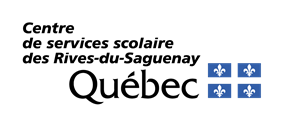 Centre
de services scolaire
des Rives-du-Saguenay
Québec